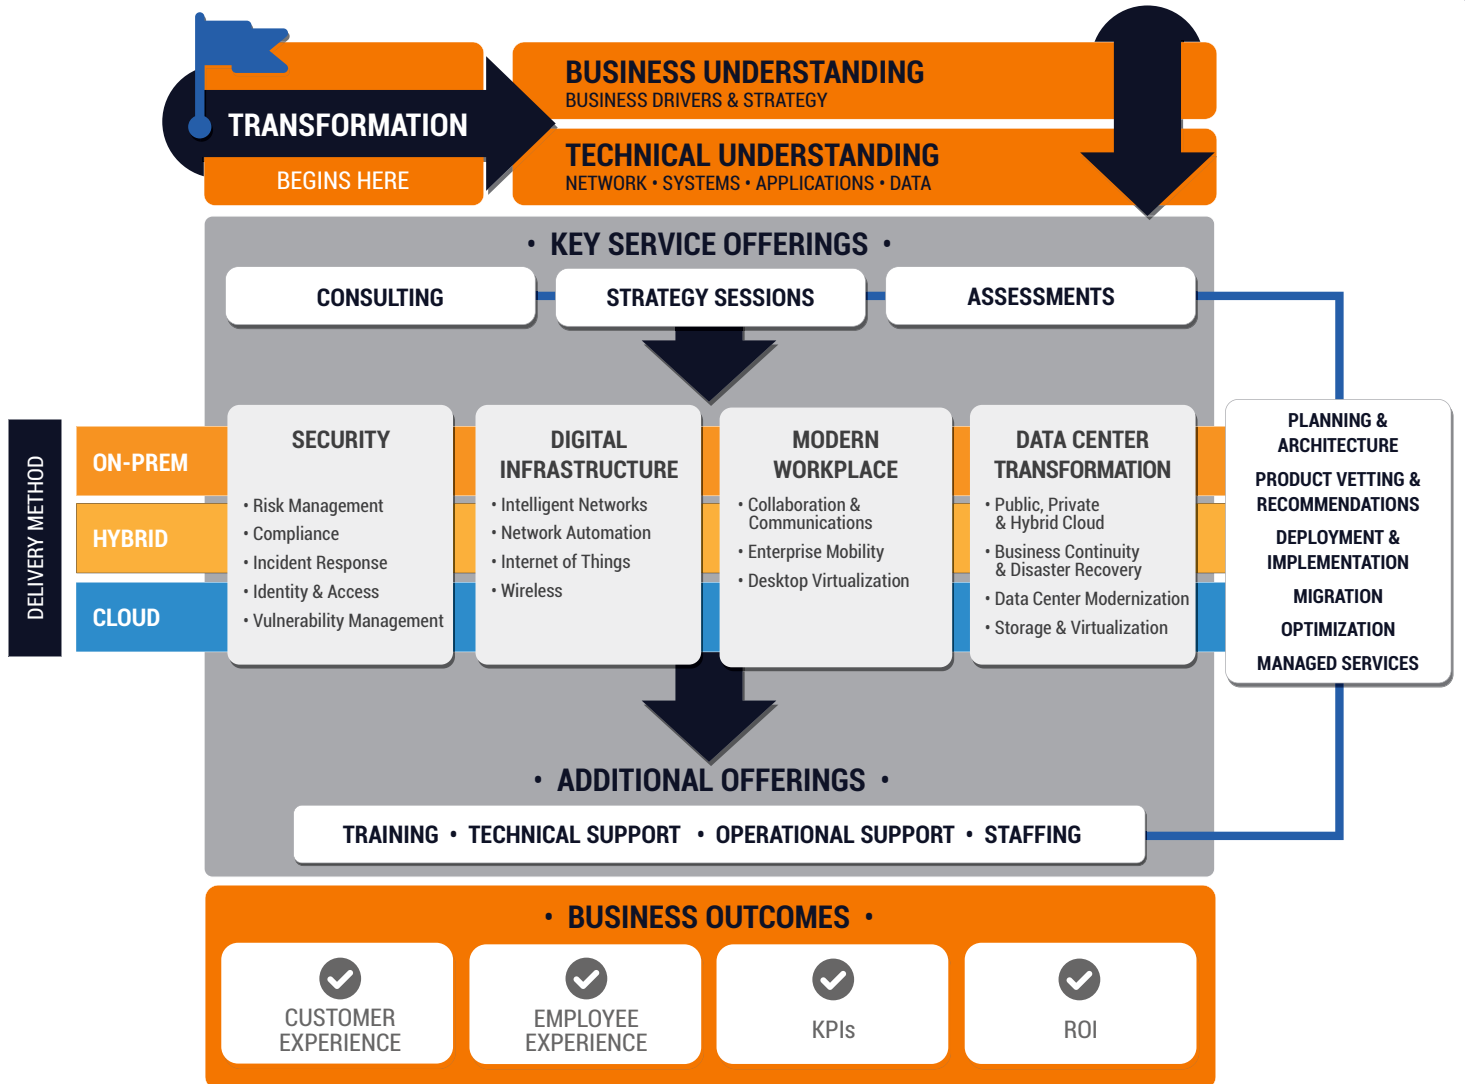 TRANSFORMATION
BEGINS HERE
BUSINESS UNDERSTANDING
BUSINESS DRIVERS & STRATEGY
TECHNICAL UNDERSTANDING
NETWORK • SYSTEMS • APPLICATIONS • DATA
• KEY SERVICE OFFERINGS •
CONSULTING
STRATEGY SESSIONS
ASSESSMENTS
DELIVERY METHOD
ON-PREM
HYBRID
CLOUD
SECURITY
• Risk Management
• Compliance
• Incident Response
• Identity & Access
• Vulnerability Management
DIGITAL
INFRASTRUCTURE
• Intelligent Networks
• Network Automation
• Internet of Things
• Wireless
MODERN
WORKPLACE
• Collaboration &
Communications
• Enterprise Mobility
• Desktop Virtualization
DATA CENTER
TRANSFORMATION
• Public, Private
& Hybrid Cloud
• Business Continuity
& Disaster Recovery
• Data Center Modernization
• Storage & Virtualization
PLANNING &
ARCHITECTURE
PRODUCT VETTING &
RECOMMENDATIONS
DEPLOYMENT &
IMPLEMENTATION
MIGRATION
OPTIMIZATION
MANAGED SERVICES
• ADDITIONAL OFFERINGS •
TRAINING • TECHNICAL SUPPORT • OPERATIONAL SUPPORT • STAFFING
• BUSINESS OUTCOMES •
CUSTOMER
EXPERIENCE
EMPLOYEE
EXPERIENCE
KPIs
ROI